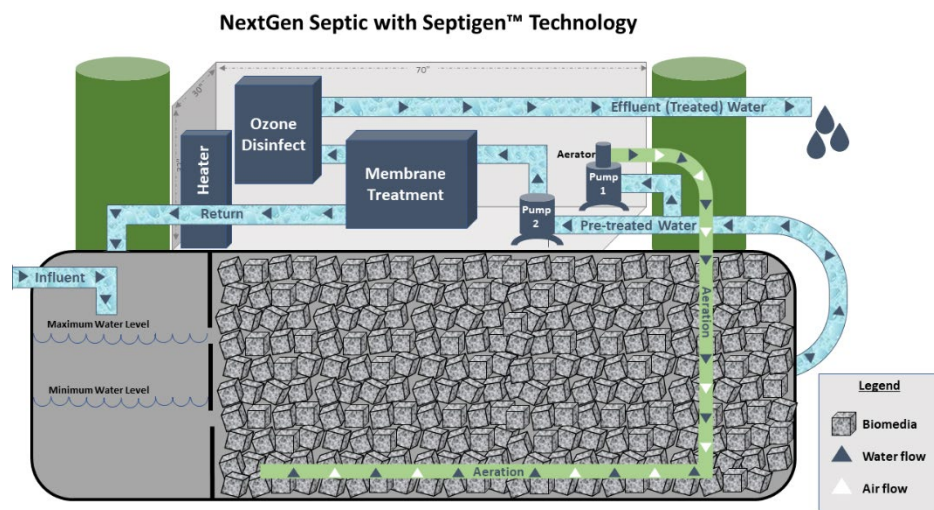 NextGen Septic with Septigen™ Technology
70"
30"
Ozone
Disinfect
Effluent (Treated) Water
Heater
Membrane
Treatment
Aerator
Pump
1
Return
Pump
2
Pre-treated Water
Influent
Maximum Water Level
Minimum Water Level
Aeration
Aeration
Legend
Biomedia
Water flow
Air flow